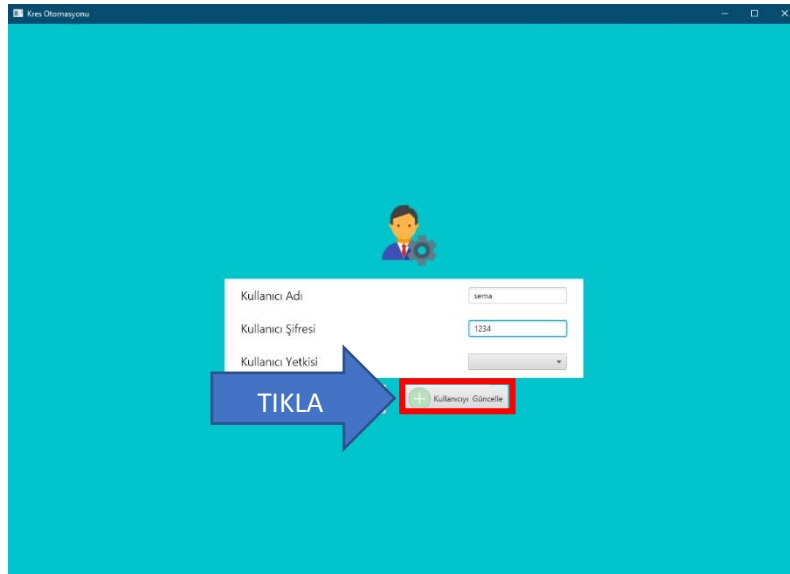 Kres Otomasyonu
Kullanıcı Adı
sema
Kullanıcı Şifresi
1234
Kullanıcı Yetkisi
TIKLA
Kullanıcıyı Güncelle